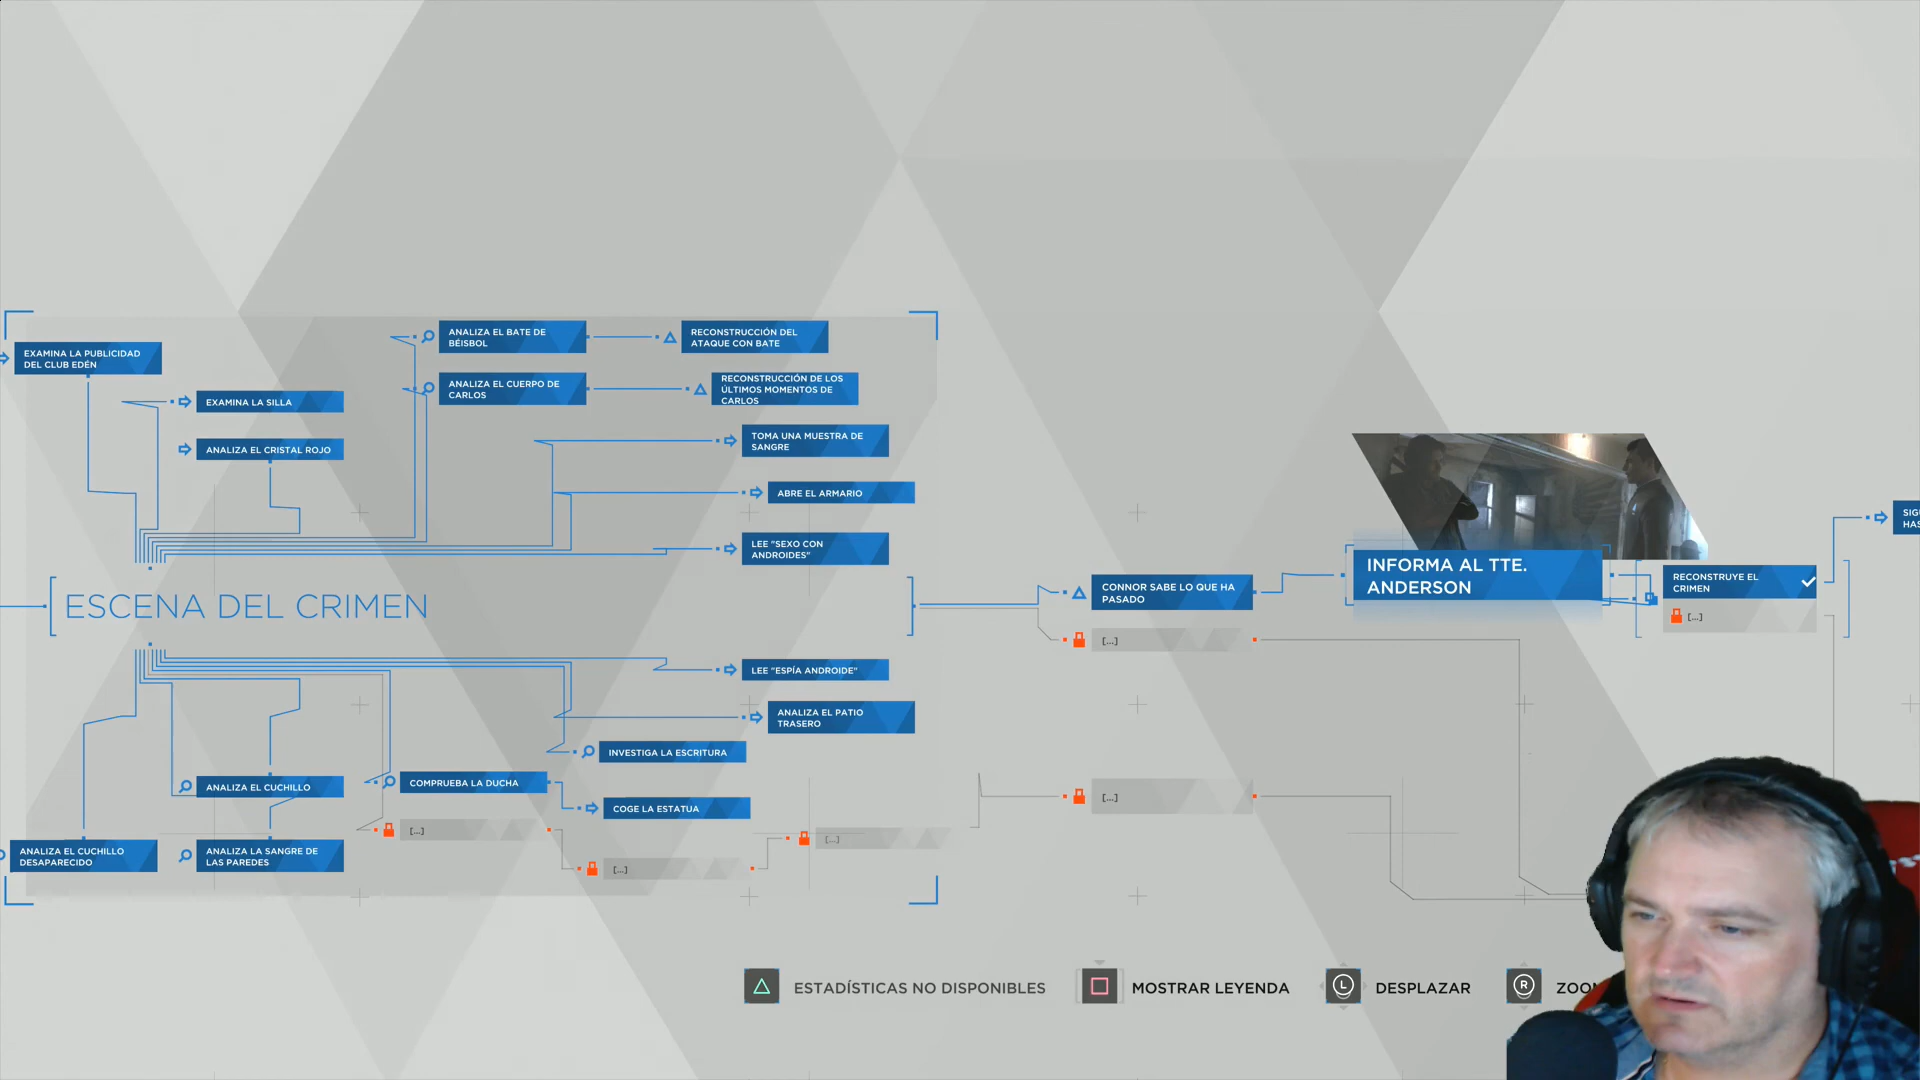 EXAMINA LA PUBLICIDAD
DEL CLUB EDÉN
EXAMINA LA SILLA
ANALIZA EL CRISTAL ROJO
ANALIZA EL BATE DE
BÉISBOL
RECONSTRUCCIÓN DEL
ATAQUE CON BATE
ANALIZA EL CUERPO DE
CARLOS
RECONSTRUCCIÓN DE LOS
ÚLTIMOS MOMENTOS DE
CARLOS
TOMA UNA MUESTRA DE
SANGRE
ABRE EL ARMARIO
LEE "SEXO CON
ANDROIDES"
ESCENA DEL CRIMEN
LEE "ESPÍA ANDROIDE"
ANALIZA EL PATIO
TRASERO
INVESTIGA LA ESCRITURA
COMPRUEBA LA DUCHA
COGE LA ESTATUA
[...]
[...]
[...]
ANALIZA EL CUCHILLO
ANALIZA EL CUCHILLO
DESAPARECIDO
ANALIZA LA SANGRE DE
LAS PAREDES
CONNOR SABE LO QUE HA
PASADO
[...]
[...]
INFORMA AL TTE.
ANDERSON
RECONSTRUYE EL
CRIMEN
[...]
ESTADÍSTICAS NO DISPONIBLES
MOSTRAR LEYENDA
L
DESPLAZAR
R